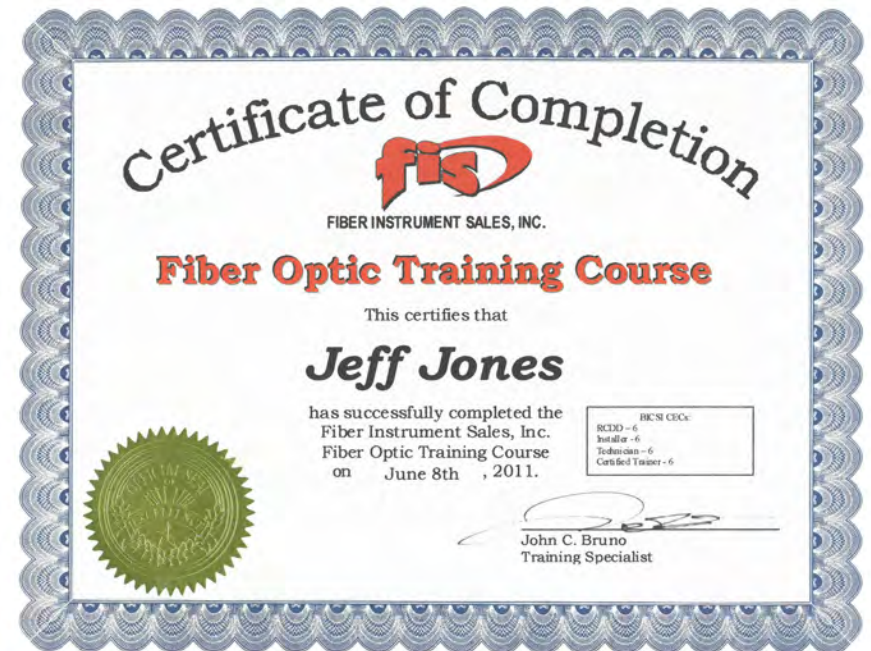 Certificate of Completion
fis
FIBER INSTRUMENT SALES, INC.
Fiber Optic Training Course
This certifies that
Jeff Jones
has successfully completed the
Fiber Instrument Sales, Inc.
Fiber Optic Training Course
on June 8th , 2011.
BICSI CECs:
RCDD – 6
Installer - 6
Technician – 6
Certified Trainer - 6
John C. Bruno
Training Specialist
OFFICIAL SEAL